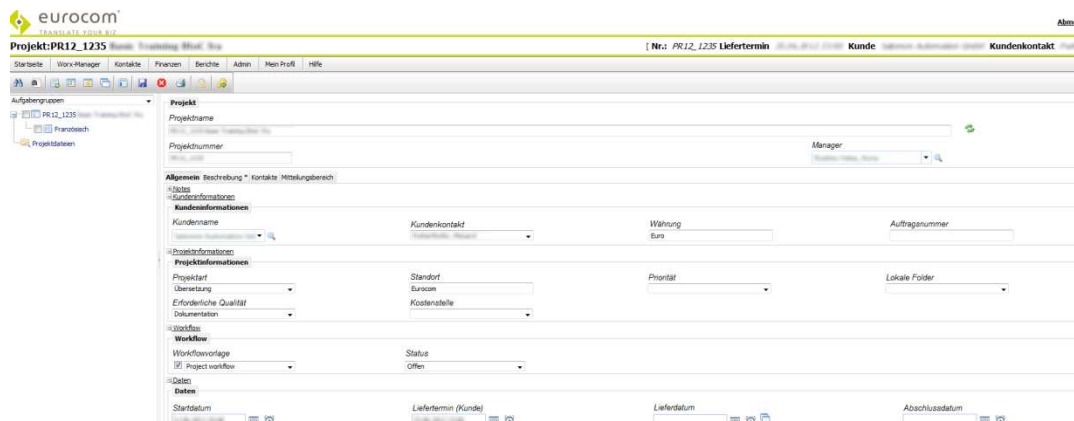 eurocom
TRANSLATE YOUR BIZ
Projekt:PR12_1235
[ Nr.: PR12_1235 Liefertermin Kunde Kundenkontakt
Startseite Worx-Manager Kontakte Finanzen Berichte Admin Mein Profil Hilfe
Aufgabengruppen
PR12_1235
Französisch
Projektdateien
Projekt
Projektname
Projektnummer Manager
Allgemein Beschreibung * Kontakte Mitteilungsbereich
Notes
Kundeninformationen
Kundeninformationen
Kundenname Kundenkontakt Währung Auftragsnummer
Euro
Projektinformationen
Projektinformationen
Projektart Standort Priorität Lokale Folder
Übersetzung Eurocom
Erforderliche Qualität Kostenstelle
Dokumentation
Workflow
Workflow
Workflowvorlage Status
Project workflow Offen
Daten
Daten
Startdatum Liefertermin (Kunde) Lieferdatum Abschlussdatum